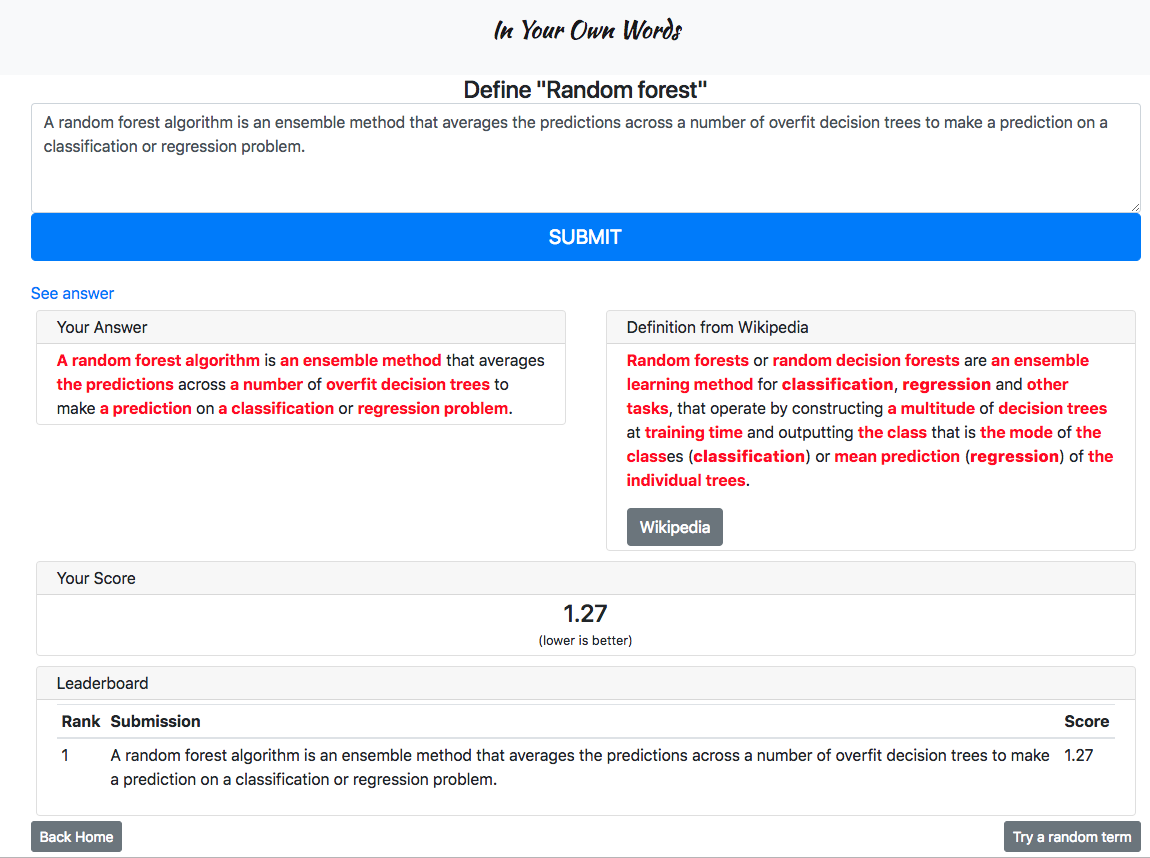 In Your Own Words
Define "Random forest"
A random forest algorithm is an ensemble method that averages the predictions across a number of overfit decision trees to make a prediction on a
classification or regression problem.
SUBMIT
See answer
Your Answer
A random forest algorithm is an ensemble method that averages
the predictions across a number of overfit decision trees to
make a prediction on a classification or regression problem.
Definition from Wikipedia
Random forests or random decision forests are an ensemble
learning method for classification, regression and other
tasks, that operate by constructing a multitude of decision trees
at training time and outputting the class that is the mode of the
classes (classification) or mean prediction (regression) of the
individual trees.
Wikipedia
Your Score
1.27
(lower is better)
Leaderboard
Rank Submission Score
1 A random forest algorithm is an ensemble method that averages the predictions across a number of overfit decision trees to make 1.27
a prediction on a classification or regression problem.
Back Home Try a random term